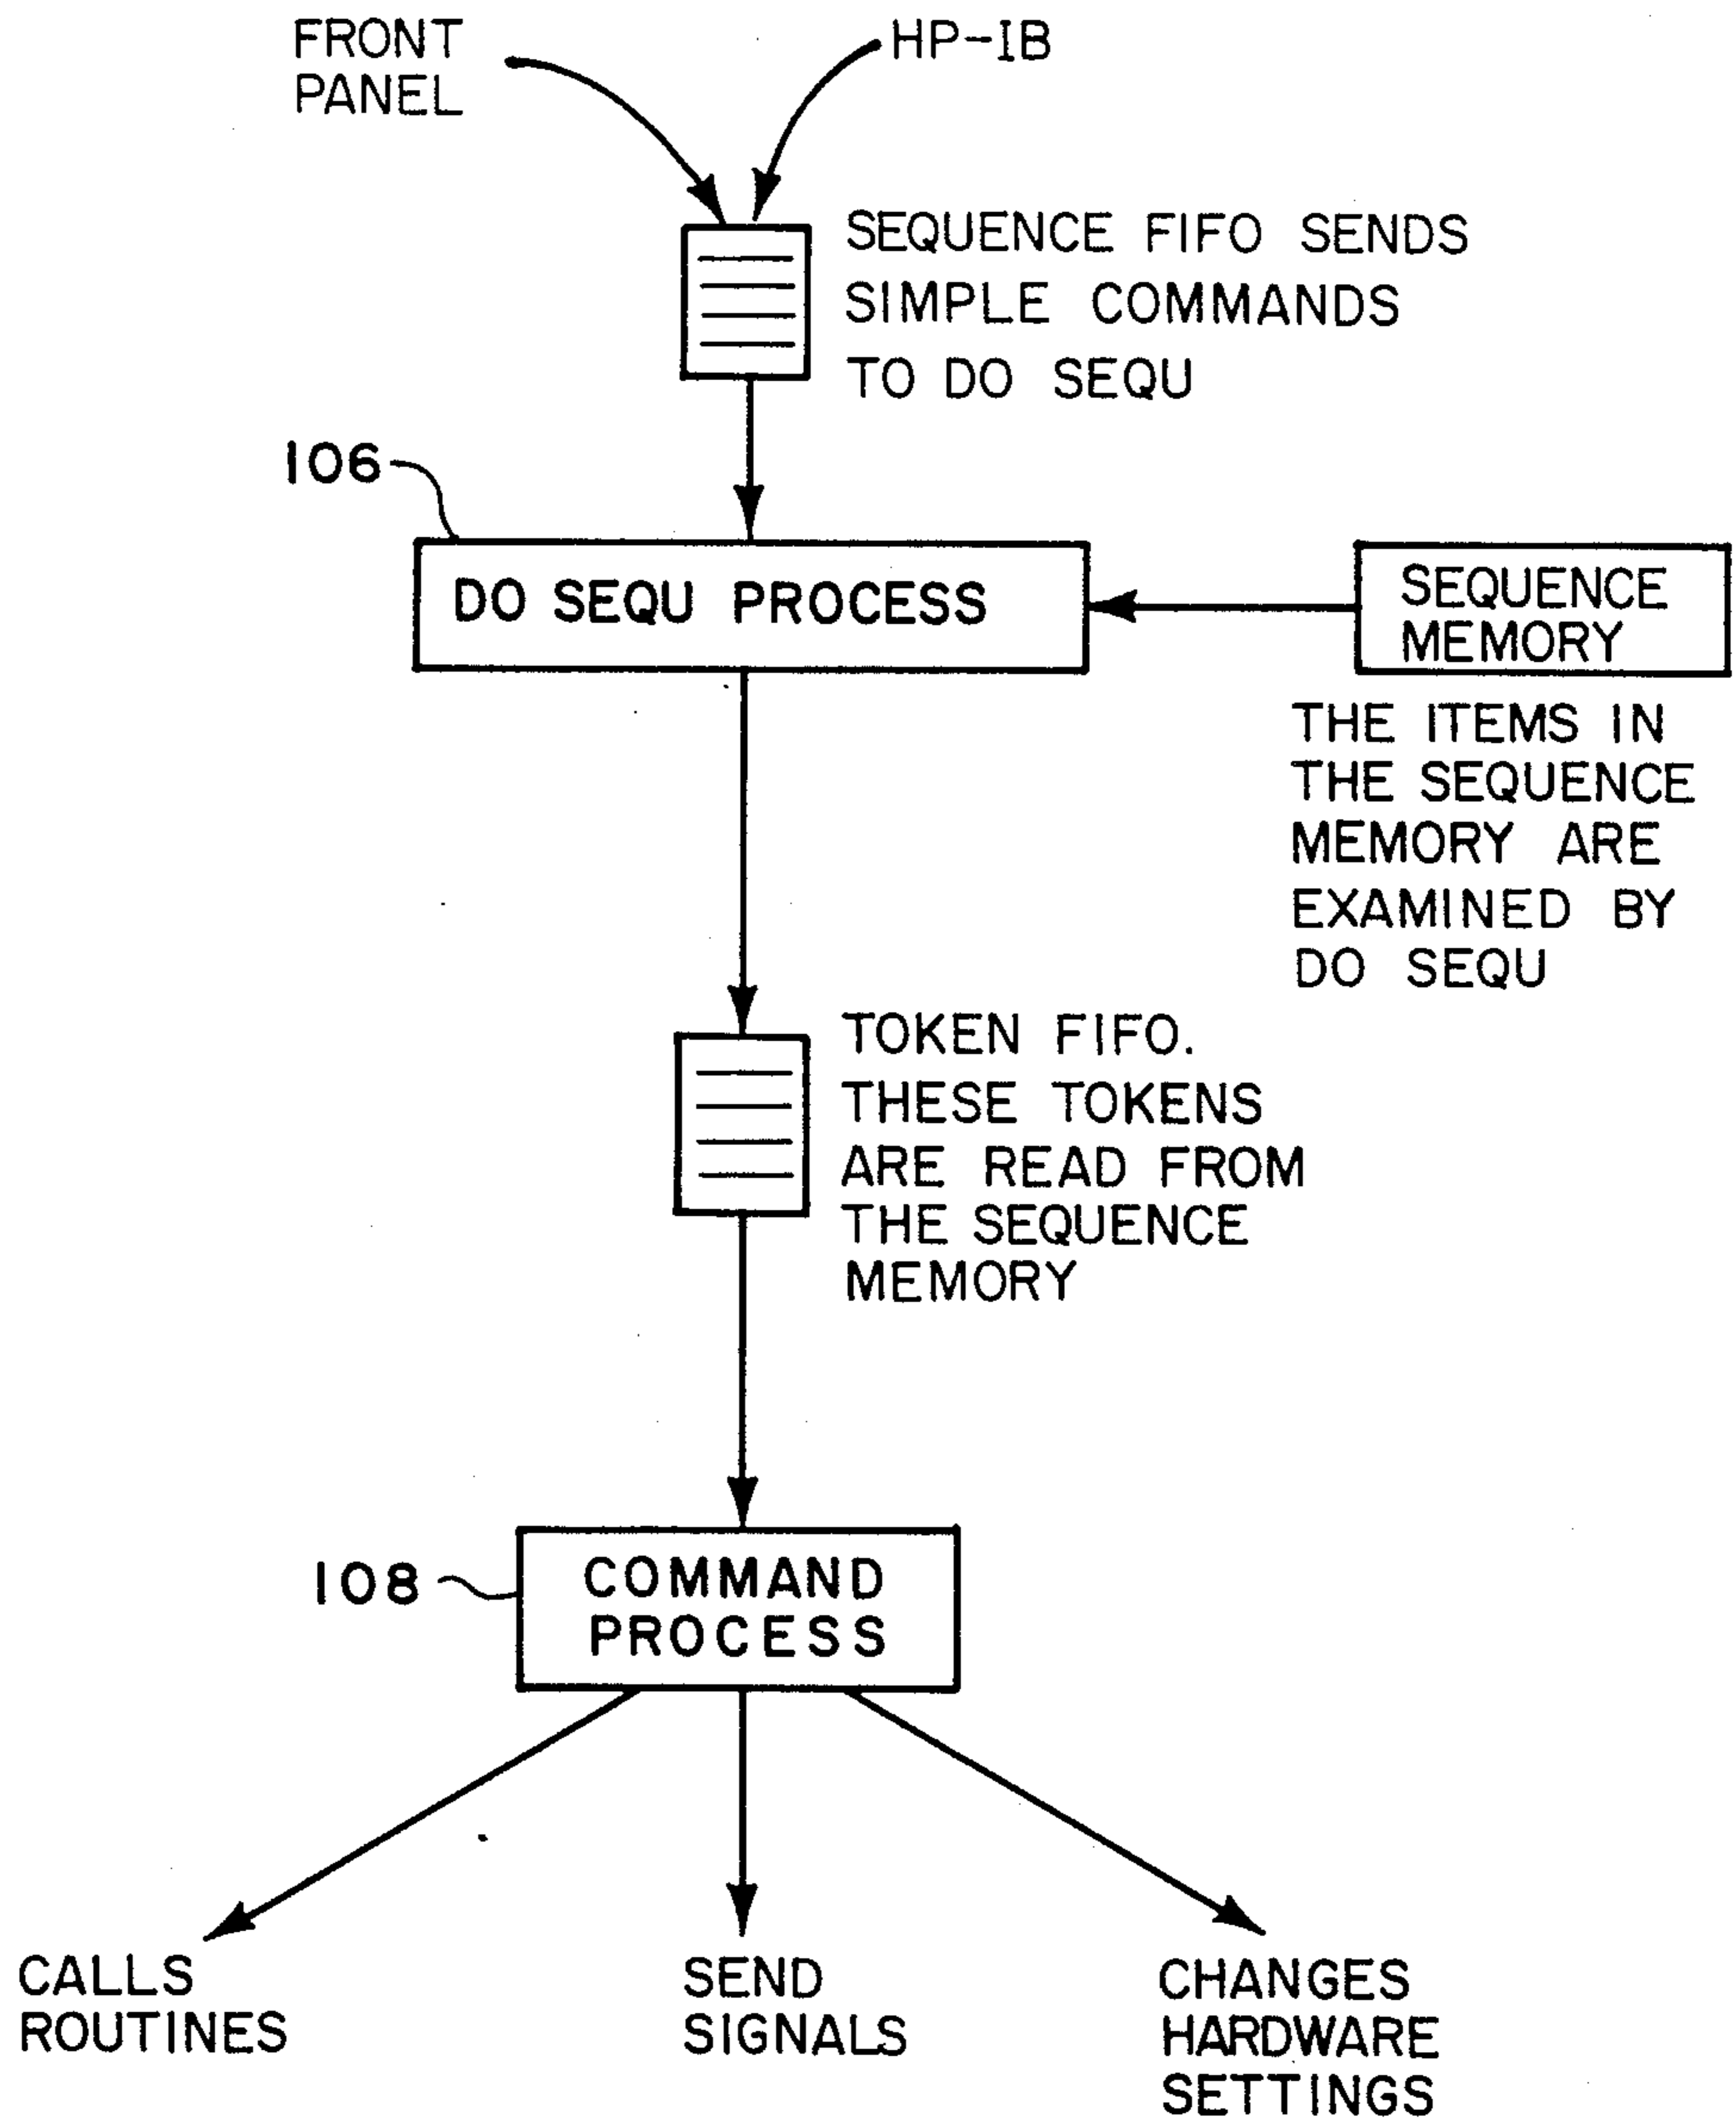 FRONT
PANEL
HP-IB
SEQUENCE FIFO SENDS
SIMPLE COMMANDS
TO DO SEQU
106
DO SEQU PROCESS
SEQUENCE
MEMORY
THE ITEMS IN
THE SEQUENCE
MEMORY ARE
EXAMINED BY
DO SEQU
TOKEN FIFO.
THESE TOKENS
ARE READ FROM
THE SEQUENCE
MEMORY
108
COMMAND
PROCESS
CALLS
ROUTINES
SEND
SIGNALS
CHANGES
HARDWARE
SETTINGS